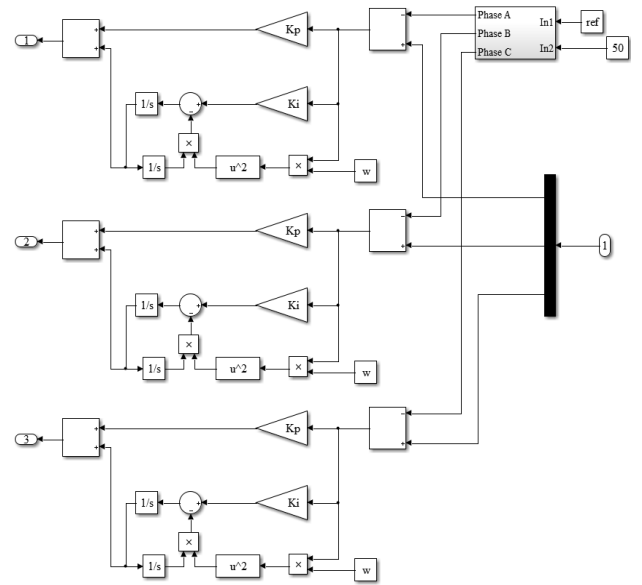 Phase A
Phase B
Phase C
In1
In2
ref
50
1
+
+
Kp
-
+
1/s
-
+
Ki
×
1/s
u^2
×
w
1
2
+
+
Kp
-
+
1/s
-
+
Ki
×
1/s
u^2
×
w
3
+
+
Kp
-
+
1/s
-
+
Ki
×
1/s
u^2
×
w